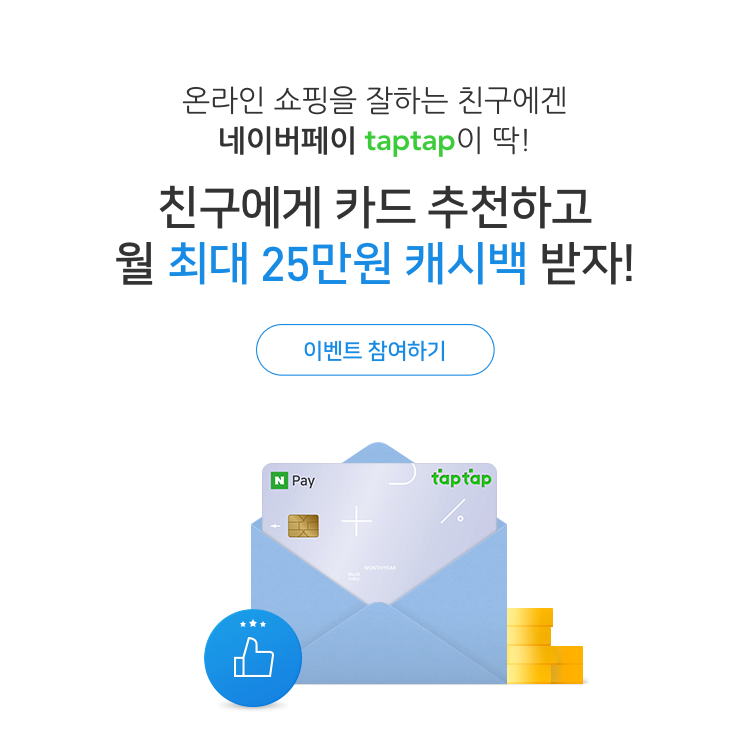 온라인 쇼핑을 잘하는 친구에겐
네이버페이 taptap이 딱!
친구에게 카드 추천하고
월 최대 25만원 캐시백 받자!
이벤트 참여하기
N Pay
taptap
MONTH/YEAR